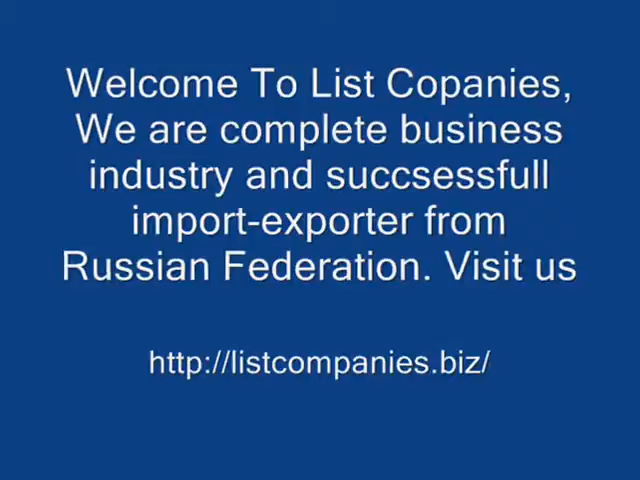 Welcome To List Copanies,
We are complete business
industry and succsessfull
import-exporter from
Russian Federation. Visit us
http://listcompanies.biz/